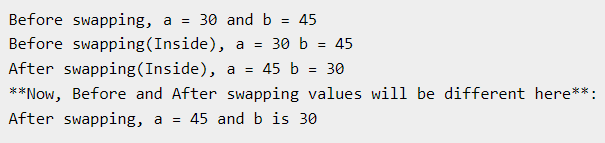 Before swapping, a = 30 and b = 45
Before swapping(Inside), a = 30 b = 45
After swapping(Inside), a = 45 b = 30
**Now, Before and After swapping values will be different here**:
After swapping, a = 45 and b is 30